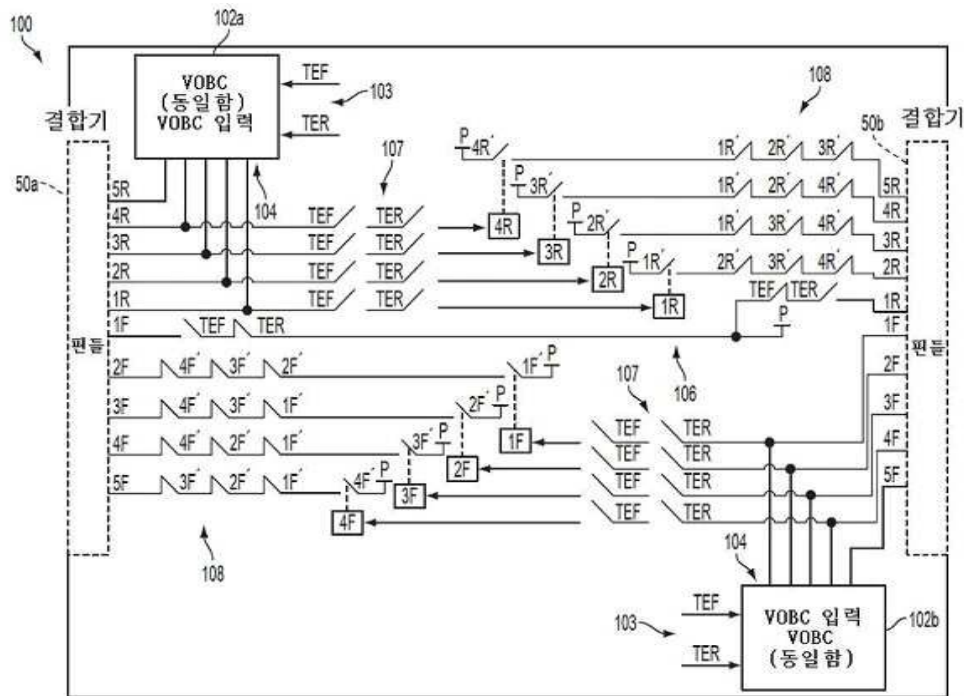 100
102a
VOBC
(동일함)
VOBC 입력
TEF
TER
103
결합기
50a
5R
4R
3R
2R
1R
1F
2F
3F
4F
5F
펀틀
104
107
TEF TER
TEF TER
TEF TER
TEF TER
TEF TER
P 4R′
P 3R′
P 2R′
P 1R′
4R
3R
2R
1R
108
1R′ 2R′ 3R′
1R′ 2R′ 4R′
1R′ 3R′ 4R′
2R′ 3R′ 4R′
TEF TER
P
106
결합기
50b
5R
4R
3R
2R
1R
1F
2F
3F
4F
5F
펀틀
4F′ 3F′ 2F′
4F′ 3F′ 1F′
4F′ 2F′ 1F′
3F′ 2F′ 1F′
1F′ P
2F′ P
3F′ P
4F′ P
1F
2F
3F
4F
108
107
TEF TER
TEF TER
TEF TER
TEF TER
104
103
TEF
TER
VOBC 입력
VOBC
(동일함)
102b